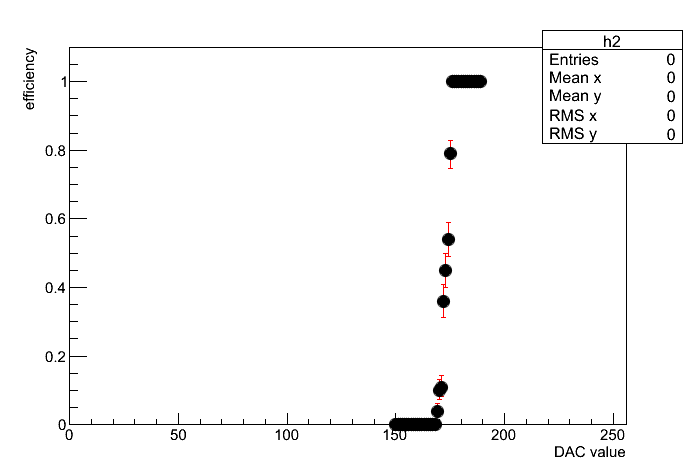 h2
Entries 0
Mean x 0
Mean y 0
RMS x 0
RMS y 0
efficiency
1
0.8
0.6
0.4
0.2
0
0 50 100 150 200 250
DAC value